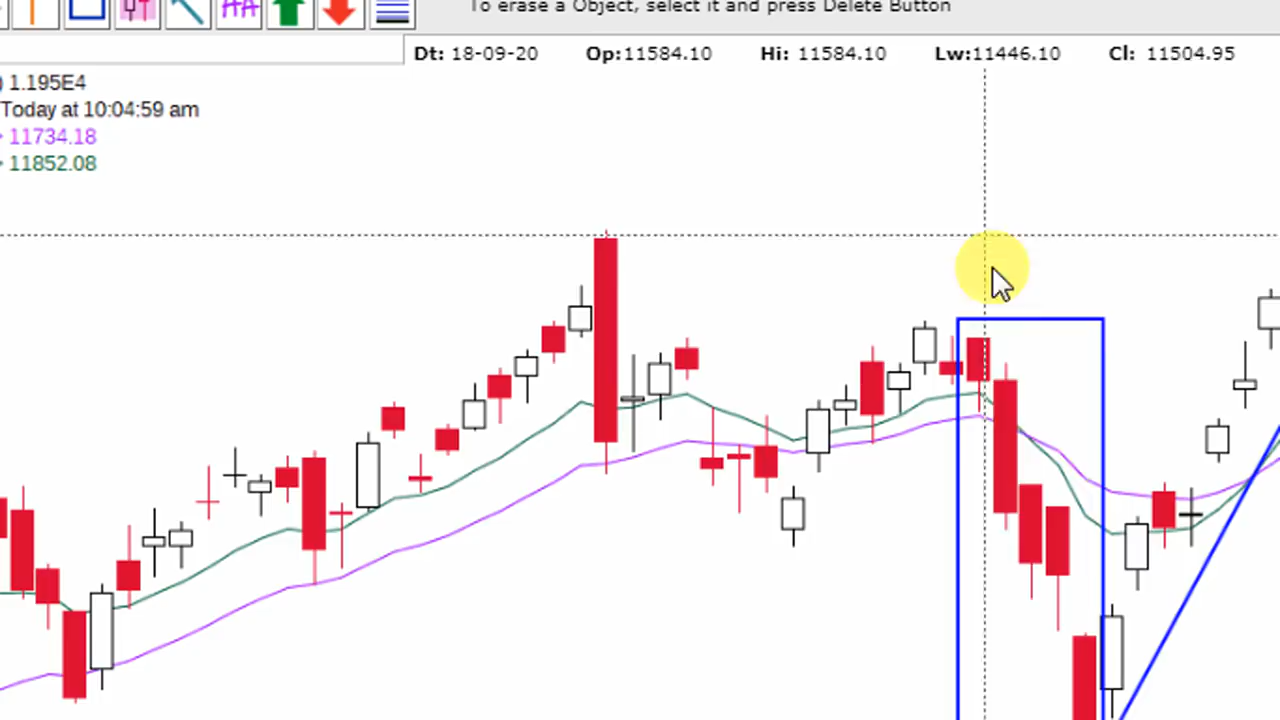 To erase a Object, select it and press Delete Button
Dt: 18-09-20 Op:11584.10 Hi: 11584.10 Lw:11446.10 Cl: 11504.95
) 1.195E4
Today at 10:04:59 am
11734.18
11852.08